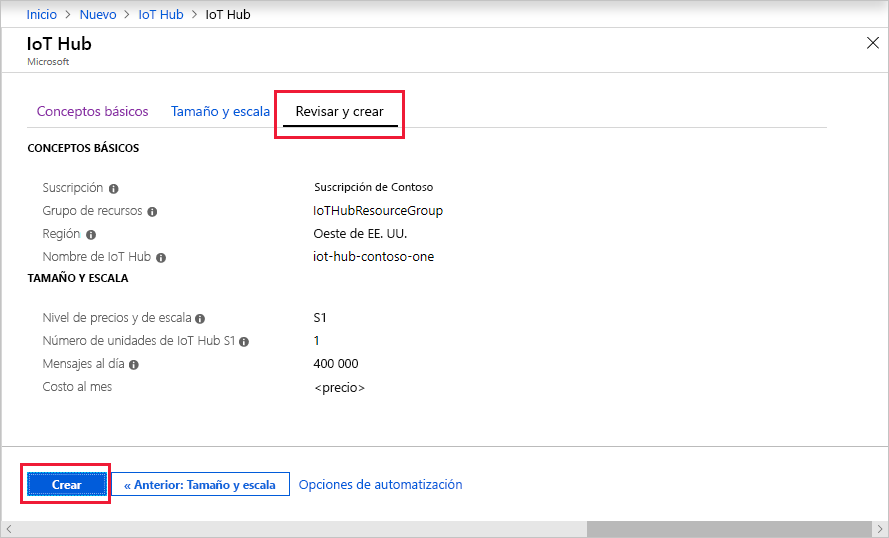 Inicio > Nuevo > IoT Hub > IoT Hub
IoT Hub
Microsoft
Conceptos básicos Tamaño y escala Revisar y crear
CONCEPTOS BÁSICOS
Suscripción Suscripción de Contoso
Grupo de recursos IoTHubResourceGroup
Región Oeste de EE. UU.
Nombre de IoT Hub iot-hub-contoso-one
TAMAÑO Y ESCALA
Nivel de precios y de escala S1
Número de unidades de IoT Hub S1 1
Mensajes al día 400 000
Costo al mes <precio>
Crear « Anterior: Tamaño y escala Opciones de automatización